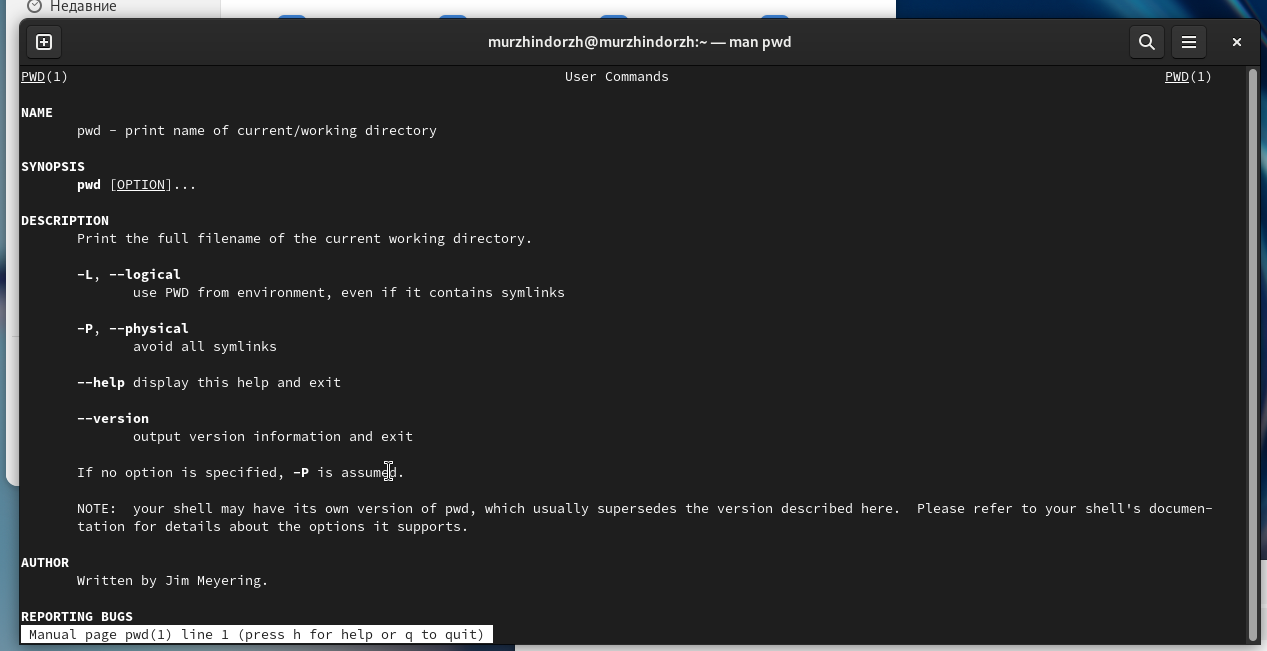 Недавние
murzhindorzh@murzhindorzh:~ — man pwd
PWD(1) User Commands PWD(1)
NAME
pwd - print name of current/working directory
SYNOPSIS
pwd [OPTION]...
DESCRIPTION
Print the full filename of the current working directory.
-L, --logical
use PWD from environment, even if it contains symlinks
-P, --physical
avoid all symlinks
--help display this help and exit
--version
output version information and exit
If no option is specified, -P is assumed.
NOTE:  your shell may have its own version of pwd, which usually supersedes the version described here.  Please refer to your shell's documen-
tation for details about the options it supports.
AUTHOR
Written by Jim Meyering.
REPORTING BUGS
Manual page pwd(1) line 1 (press h for help or q to quit)